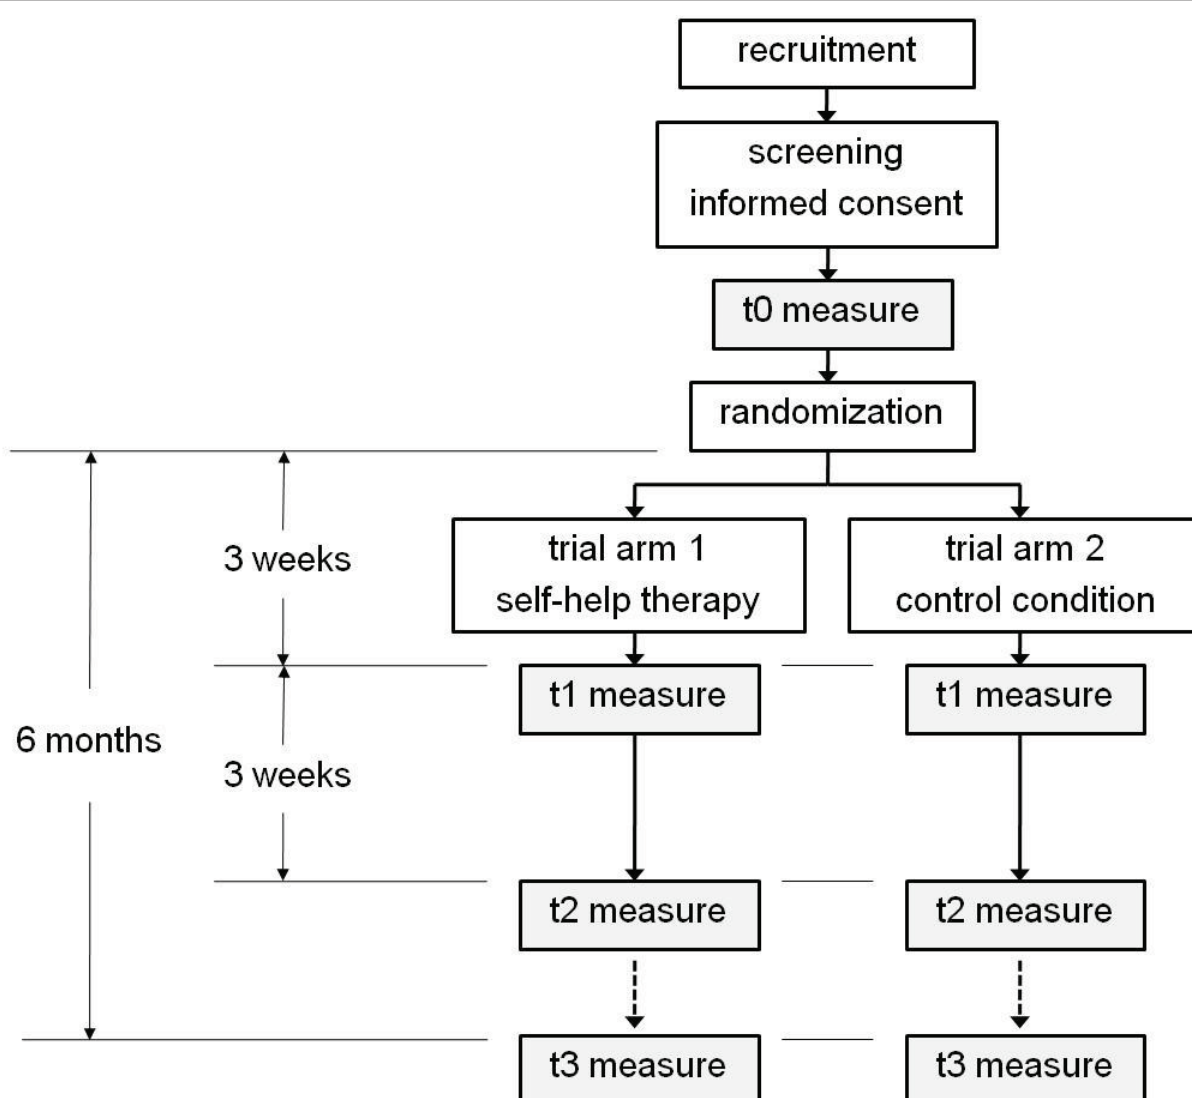 recruitment
screening
informed consent
t0 measure
randomization
trial arm 1
self-help therapy
trial arm 2
control condition
3 weeks
t1 measure
t1 measure
6 months
3 weeks
t2 measure
t2 measure
t3 measure
t3 measure